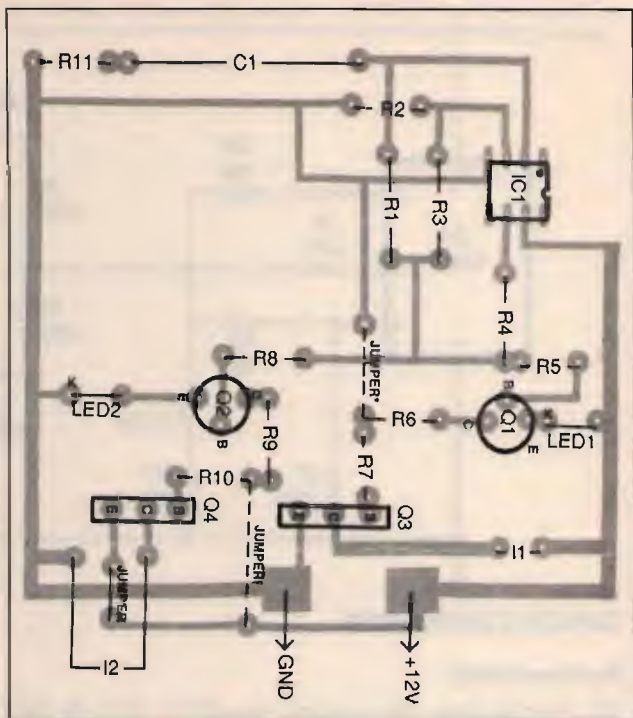 R11
C1
R2
IC1
R1
R3
R4
R8
JUMPER
R5
K
LED2
E
Q2
B
R9
R6
C
Q1
B
E
K
LED1
R7
R10
Q4
E
C
B
Q3
C
B
JUMPER
JUMPER
I1
I2
GND
+12V